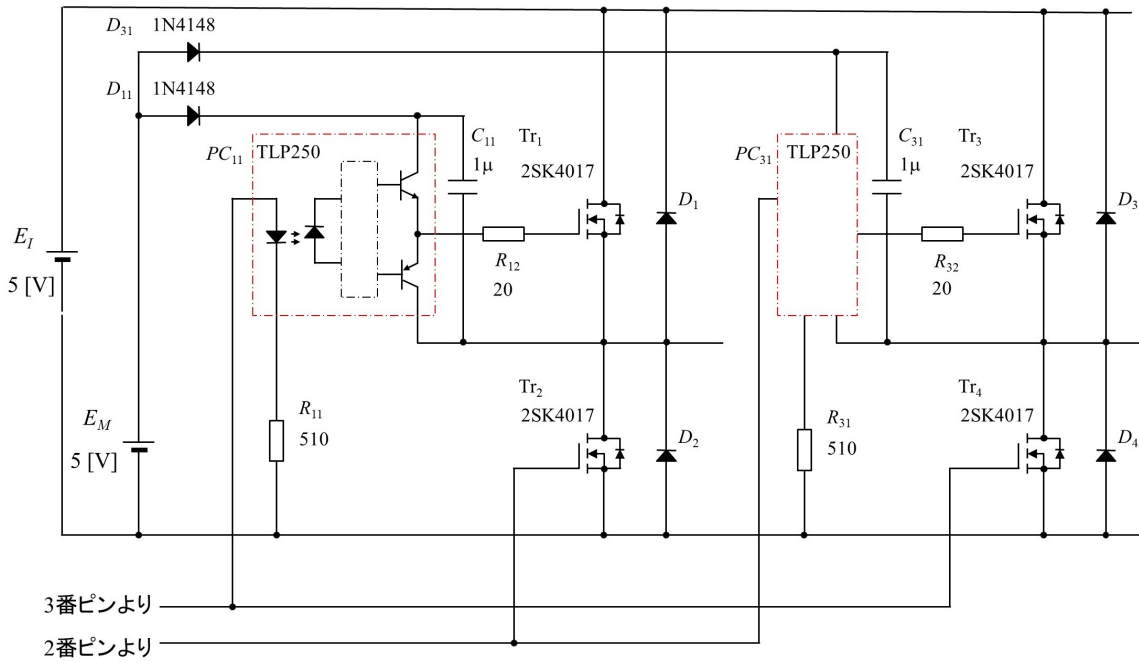 D31 1N4148
D11 1N4148
PC11 TLP250
C11
1μ
Tr1
2SK4017
PC31 TLP250
C31
1μ
Tr3
2SK4017
D1
D3
EI
5 [V]
R12
20
R32
20
Tr2
2SK4017
Tr4
2SK4017
R11
510
R31
510
D2
D4
EM
5 [V]
3番ピンより
2番ピンより